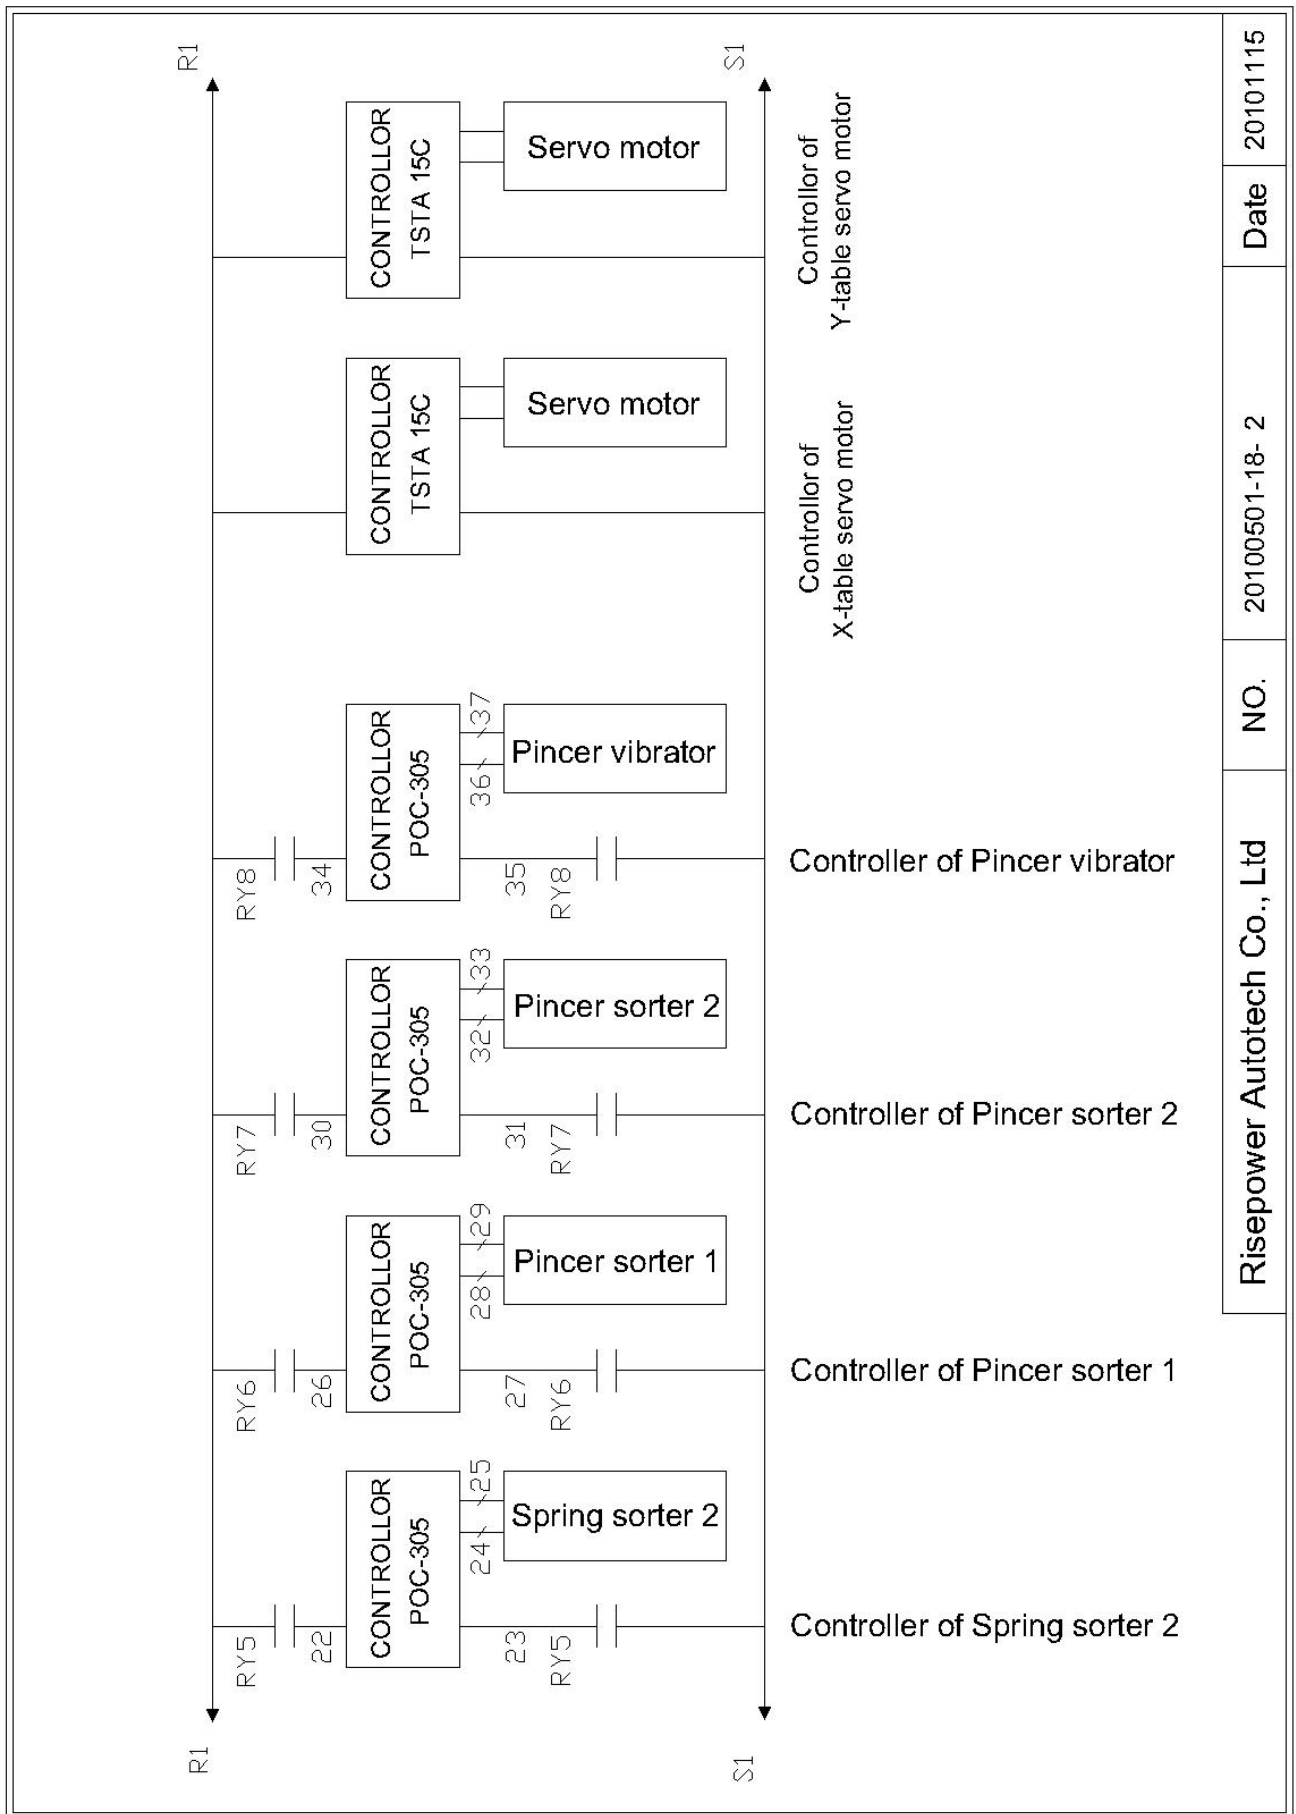 R1
R1
RY5
22
CONTROLLOR
POC-305
23
RY5
24
25
Spring sorter 2
Controller of Spring sorter 2
RY6
26
CONTROLLOR
POC-305
27
RY6
28
29
Pincer sorter 1
Controller of Pincer sorter 1
RY7
30
CONTROLLOR
POC-305
31
RY7
32
33
Pincer sorter 2
Controller of Pincer sorter 2
RY8
34
CONTROLLOR
POC-305
35
RY8
36
37
Pincer vibrator
Controller of Pincer vibrator
CONTROLLOR
TSTA 15C
Servo motor
Controllor of
X-table servo motor
CONTROLLOR
TSTA 15C
Servo motor
Controllor of
Y-table servo motor
S1
S1
Risepower Autotech Co., Ltd
NO.
20100501-18- 2
Date
20101115